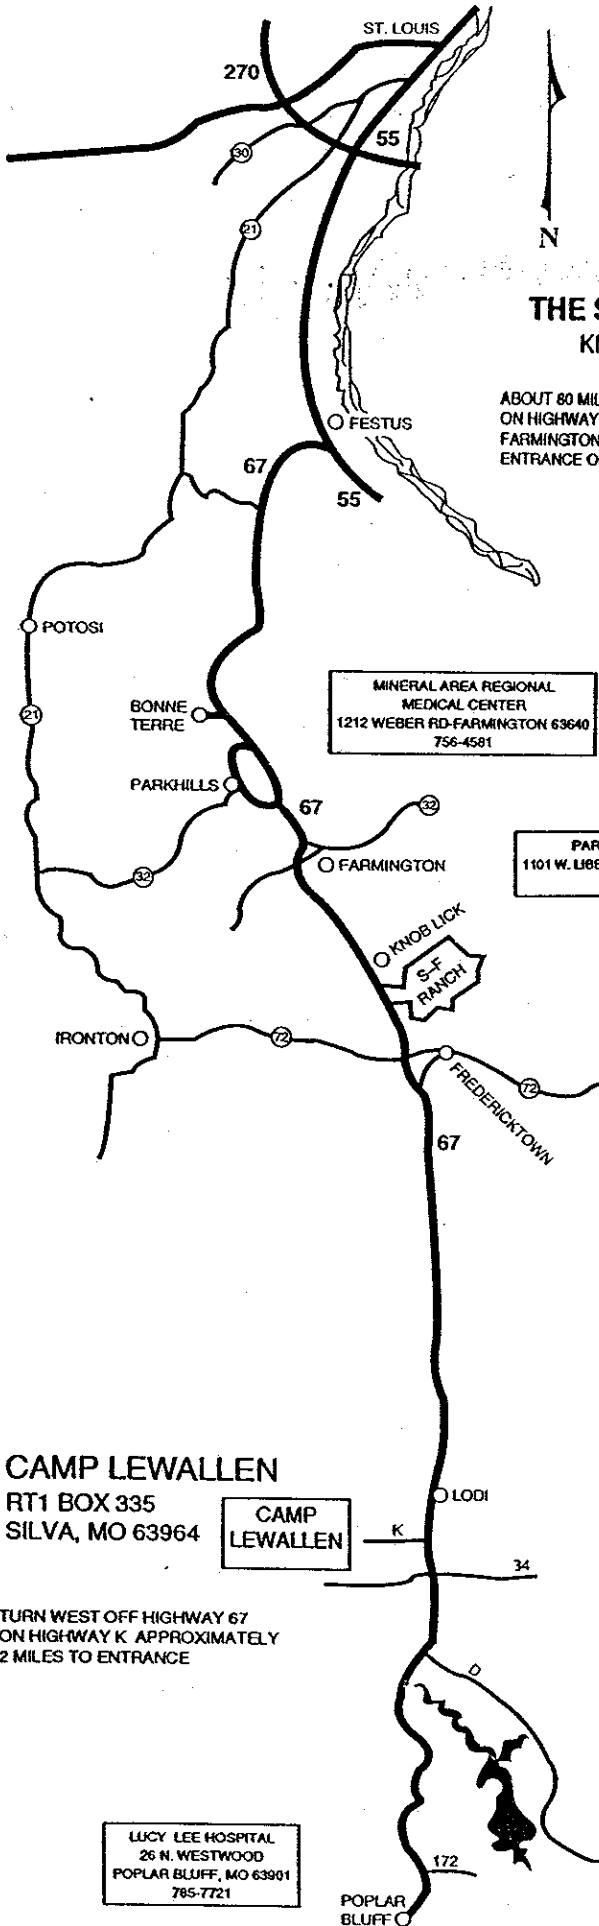 ST. LOUIS
270
55
30
21
N
THE S
KI
ABOUT 80 MIL
ON HIGHWAY
FARMINGTON
ENTRANCE O
FESTUS
67
55
POTOSI
21
BONNE
TERRE
MINERAL AREA REGIONAL
MEDICAL CENTER
1212 WEBER RD-FARMINGTON 63640
756-4581
PARKHILLS
67
32
32
FARMINGTON
PAR
1101 W. LIBE
KNOB LICK
S-F
RANCH
IRONTON
72
FREDERICKTOWN
72
67
CAMP LEWALLEN
RT1 BOX 335
SILVA, MO 63964
CAMP
LEWALLEN
LODI
K
34
TURN WEST OFF HIGHWAY 67
ON HIGHWAY K APPROXIMATELY
2 MILES TO ENTRANCE
D
LUCY LEE HOSPITAL
26 N. WESTWOOD
POPLAR BLUFF, MO 63901
785-7721
172
POPLAR
BLUFF